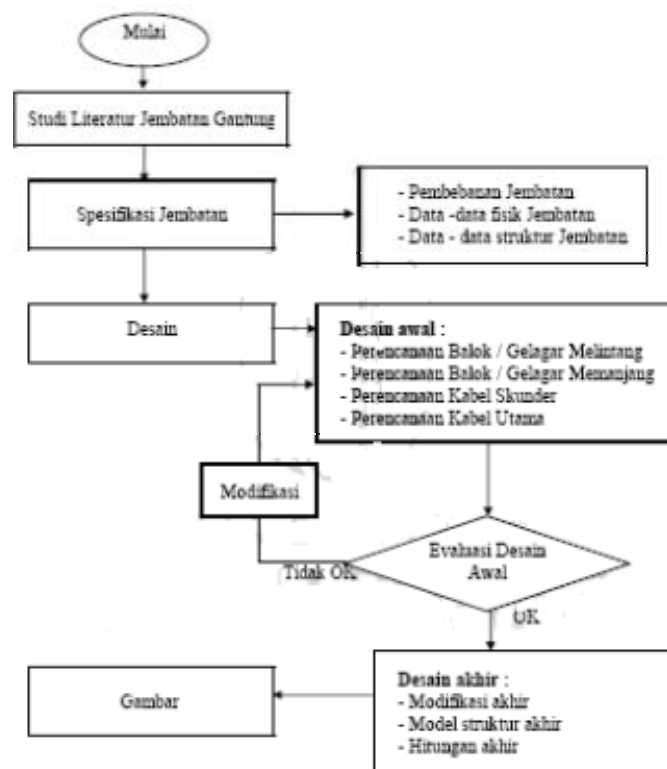 Mulai
Studi Literatur Jembatan Gantung
Spesifikasi Jembatan
- Pembebanan Jembatan
- Data -data fisik Jembatan
- Data - data struktur Jembatan
Desain
Desain awal :
- Perencanaan Balok / Gelagar Melintang
- Perencanaan Balok / Gelagar Memanjang
- Perencanaan Kabel Skunder
- Perencanaan Kabel Utama
Modifikasi
Evaluasi Desain
Awal
Tidak OK
OK
Desain akhir :
- Modifikasi akhir
- Model struktur akhir
- Hitungan akhir
Gambar